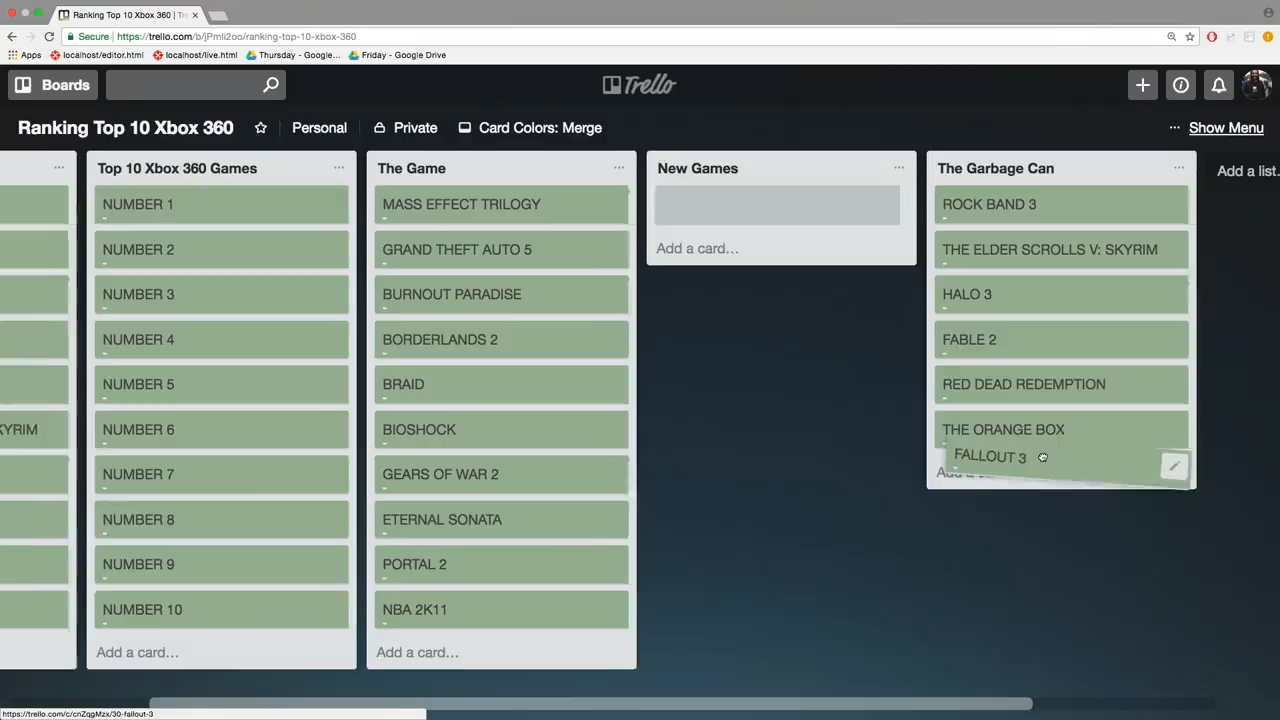 Ranking Top 10 Xbox 360 | Tre
Secure | https://trello.com/b/jPmli2oo/ranking-top-10-xbox-360
Apps localhost/editor.html localhost/live.html Thursday - Google... Friday - Google Drive
Boards Trello
Ranking Top 10 Xbox 360 Personal Private Card Colors: Merge ... Show Menu
Top 10 Xbox 360 Games
NUMBER 1
NUMBER 2
NUMBER 3
NUMBER 4
NUMBER 5
KYRIM
NUMBER 6
NUMBER 7
NUMBER 8
NUMBER 9
NUMBER 10
Add a card...
The Game
MASS EFFECT TRILOGY
GRAND THEFT AUTO 5
BURNOUT PARADISE
BORDERLANDS 2
BRAID
BIOSHOCK
GEARS OF WAR 2
ETERNAL SONATA
PORTAL 2
NBA 2K11
Add a card...
New Games
Add a card...
The Garbage Can
ROCK BAND 3
THE ELDER SCROLLS V: SKYRIM
HALO 3
FABLE 2
RED DEAD REDEMPTION
THE ORANGE BOX
FALLOUT 3
Add a list.
https://trello.com/c/cnZqgMzx/30-fallout-3